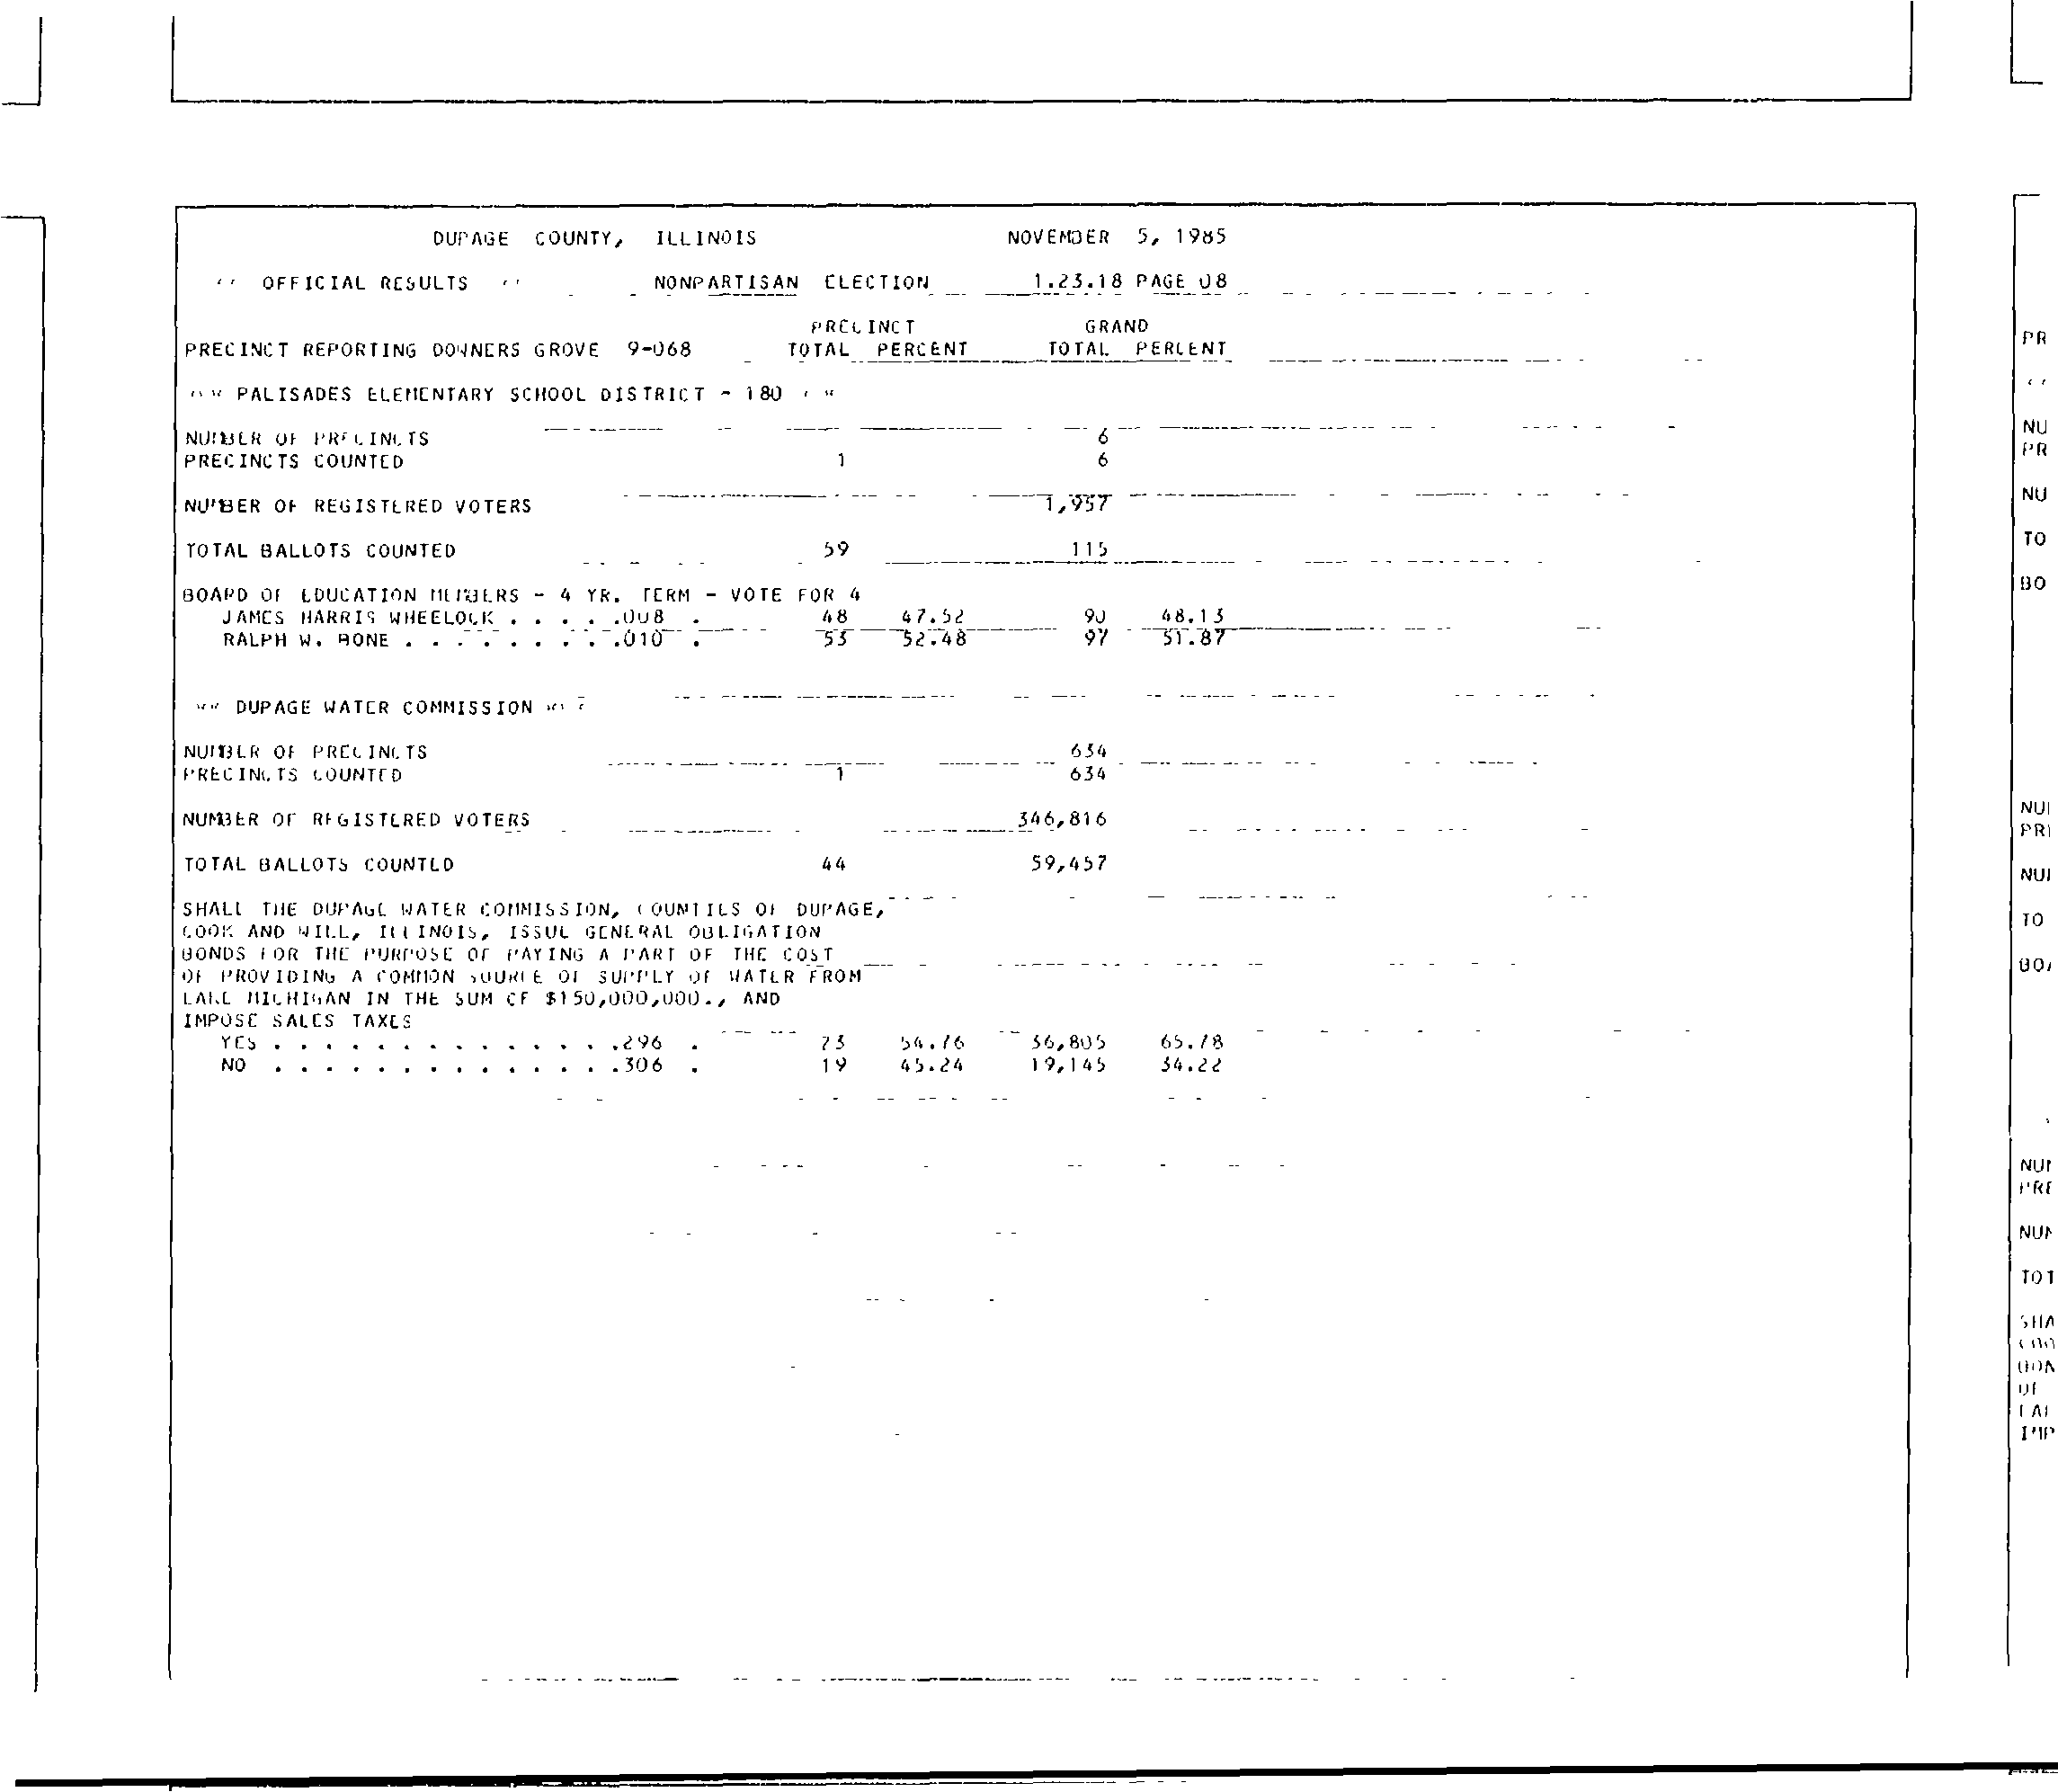 DUPAGE COUNTY, ILLINOIS NOVEMBER 5, 1985
OFFICIAL RESULTS NONPARTISAN ELECTION 1.23.18 PAGE 08
PRECINCT GRAND
PRECINCT REPORTING DOWNERS GROVE 9-068 TOTAL PERCENT TOTAL PERCENT
PALISADES ELEMENTARY SCHOOL DISTRICT - 180
NUMBER OF PRECINCTS 6
PRECINCTS COUNTED 1 6
NUMBER OF REGISTERED VOTERS 1,957
TOTAL BALLOTS COUNTED 59 115
BOARD OF EDUCATION MEMBERS - 4 YR. TERM - VOTE FOR 4
JAMES HARRIS WHEELOCK . . . . .008 . 48 47.52 90 48.13
RALPH W. BONE . . . . . . . . .010 . 53 52.48 97 51.87
DUPAGE WATER COMMISSION
NUMBER OF PRECINCTS 634
PRECINCTS COUNTED 1 634
NUMBER OF REGISTERED VOTERS 346,816
TOTAL BALLOTS COUNTED 44 59,457
SHALL THE DUPAGE WATER COMMISSION, COUNTIES OF DUPAGE,
COOK AND WILL, ILLINOIS, ISSUE GENERAL OBLIGATION
BONDS FOR THE PURPOSE OF PAYING A PART OF THE COST
OF PROVIDING A COMMON SOURCE OF SUPPLY OF WATER FROM
LAKE MICHIGAN IN THE SUM OF $150,000,000., AND
IMPOSE SALES TAXES
YES . . . . . . . . . . . . . .296 . 23 54.76 36,805 65.78
NO . . . . . . . . . . . . . .306 . 19 45.24 19,145 34.22
PR
NU
PR
NU
TO
BO
NU
PR
NU
TO
BO
NU
PRE
NU
TOT
SHA
COO
BON
OF
LA
IMP